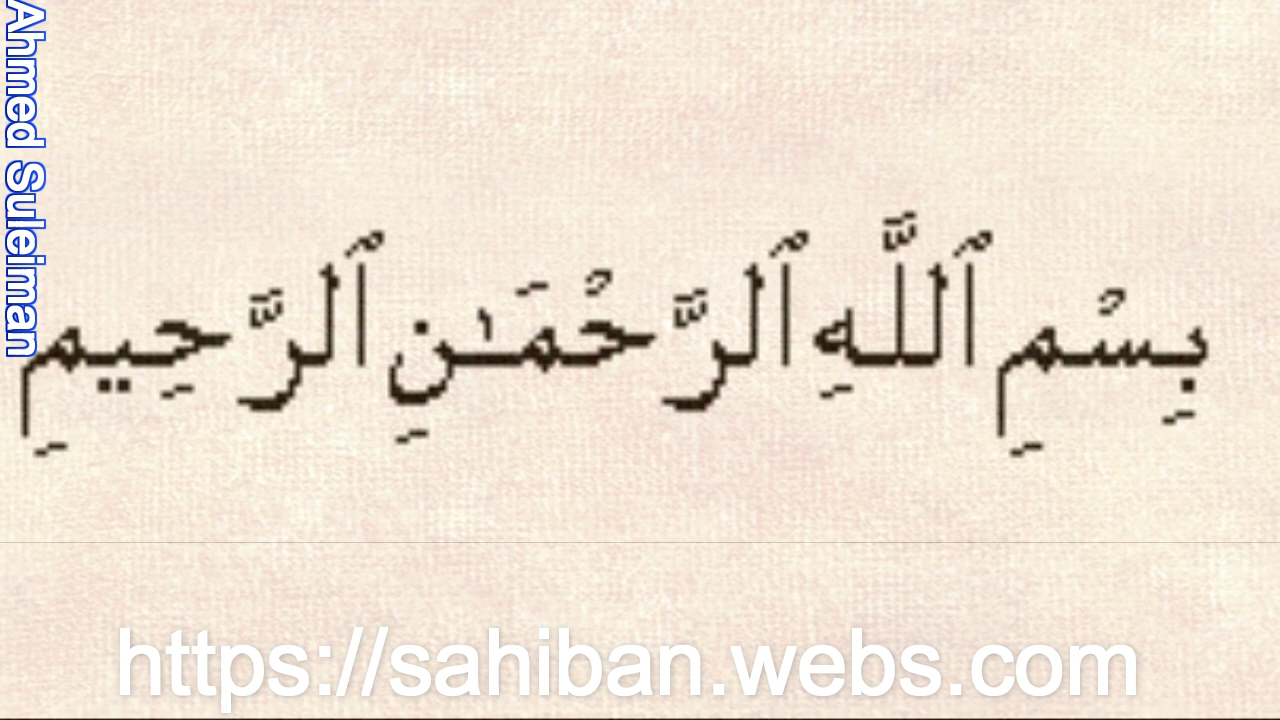 Ahmed Suleiman
بِسْمِ ٱللَّهِ ٱلرَّحْمَـٰنِ ٱلرَّحِيمِ
https://sahiban.webs.com